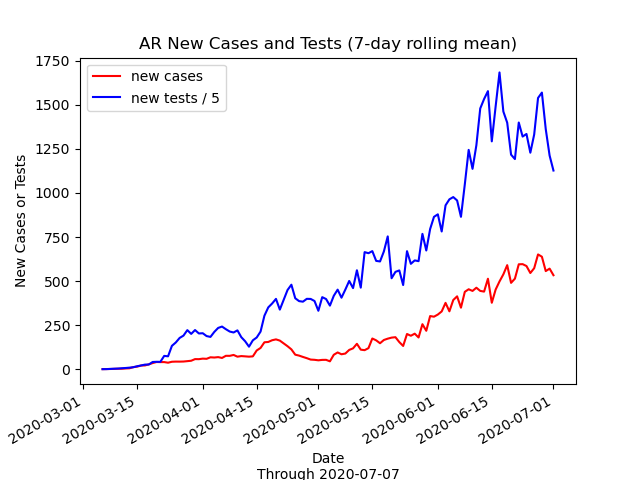 AR New Cases and Tests (7-day rolling mean)
new cases
new tests / 5
New Cases or Tests
1750
1500
1250
1000
750
500
250
0
2020-03-01
2020-03-15
2020-04-01
2020-04-15
2020-05-01
2020-05-15
2020-06-01
2020-06-15
2020-07-01
Date
Through 2020-07-07